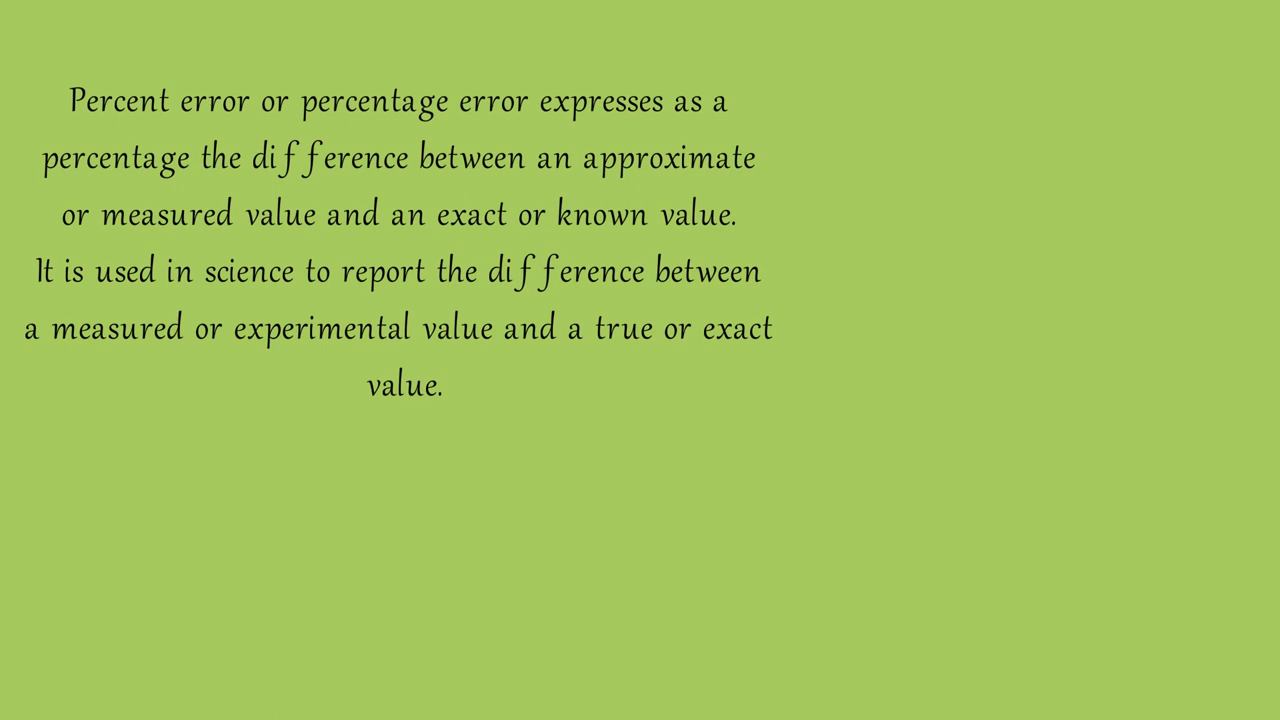 Percent error or percentage error expresses as a
percentage the difference between an approximate
or measured value and an exact or known value.
It is used in science to report the difference between
a measured or experimental value and a true or exact
value.